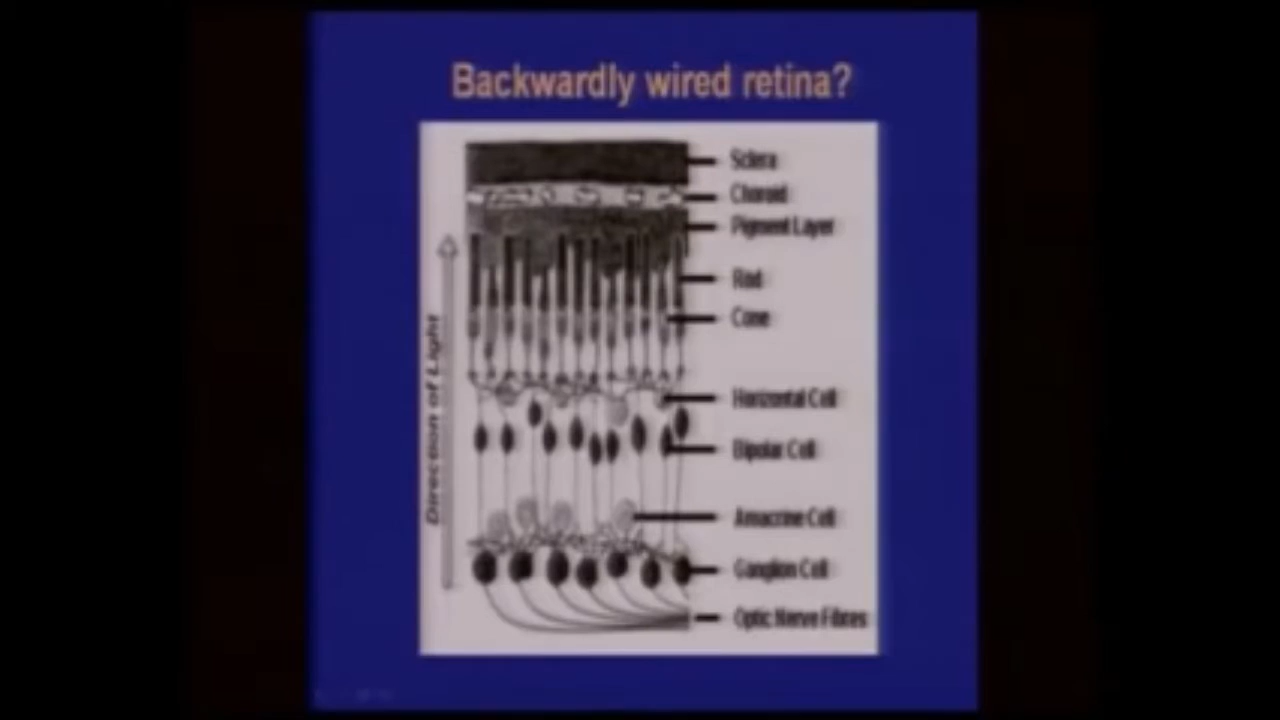 Backwardly wired retina?
Sclera
Choroid
Pigment Layer
Rod
Cone
Direction of Light
Horizontal Cell
Bipolar Cell
Amacrine Cell
Ganglion Cell
Optic Nerve Fibres